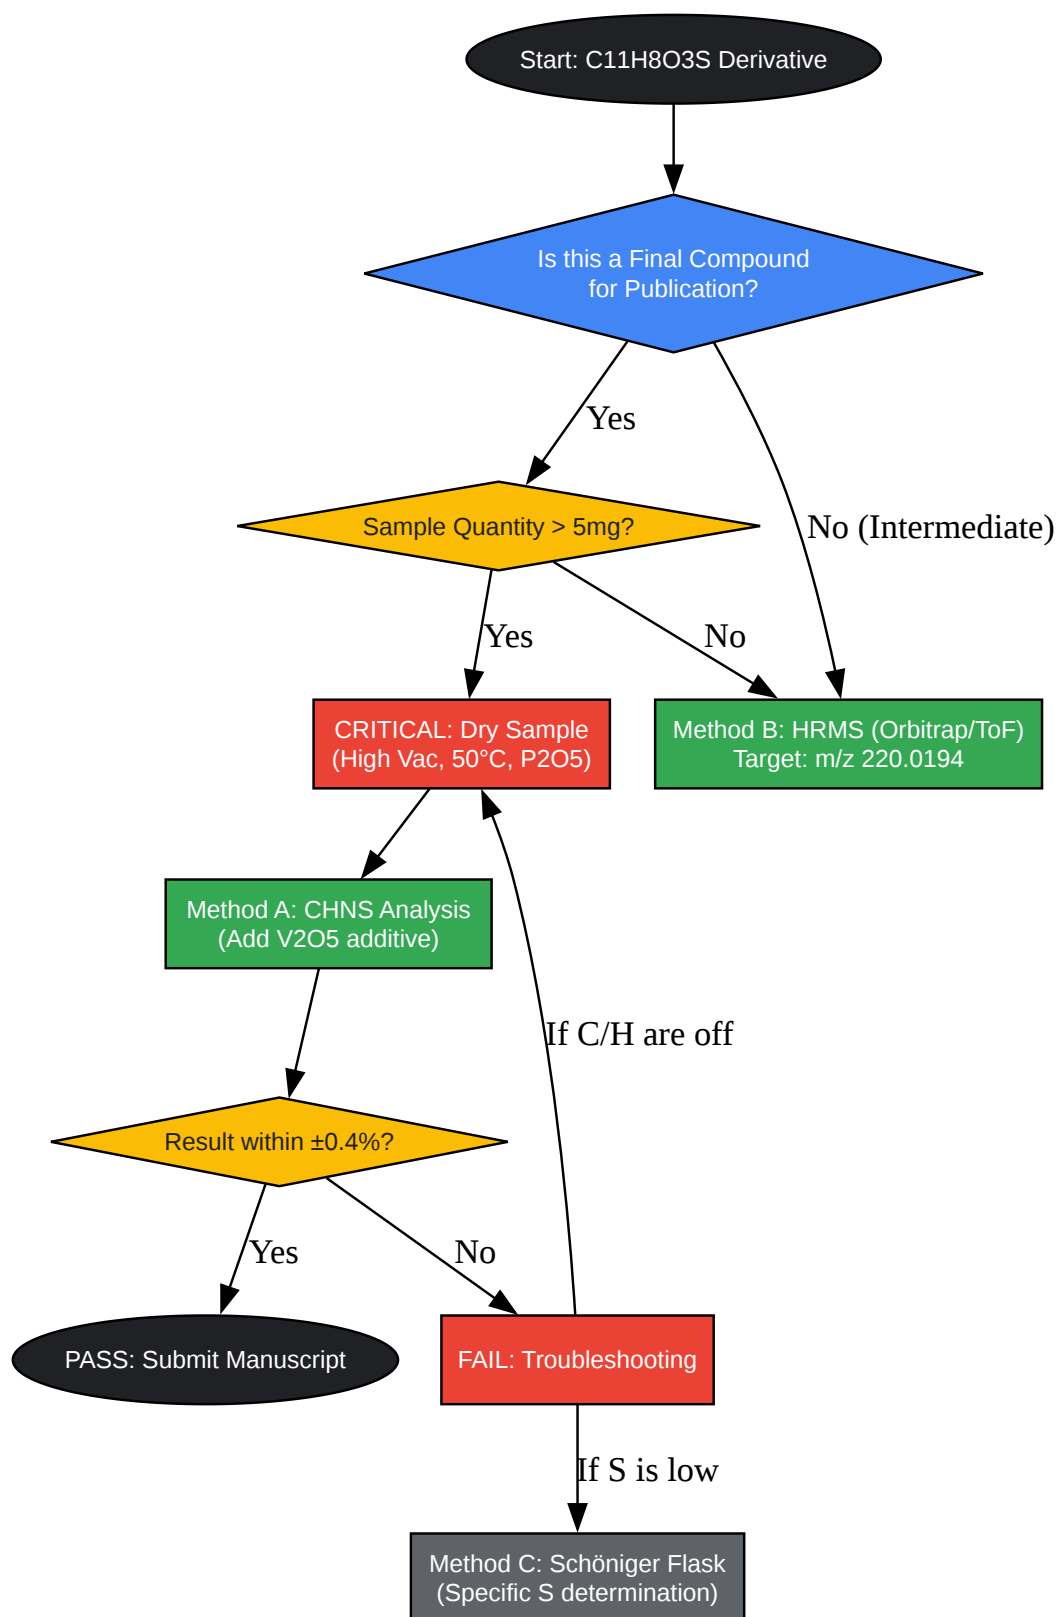 Start: C11H8O3S Derivative
Is this a Final Compound
for Publication?
Yes
No (Intermediate)
Sample Quantity > 5mg?
Yes
No
CRITICAL: Dry Sample
(High Vac, 50°C, P2O5)
Method B: HRMS (Orbitrap/ToF)
Target: m/z 220.0194
Method A: CHNS Analysis
(Add V2O5 additive)
If C/H are off
Result within ±0.4%?
Yes
No
PASS: Submit Manuscript
FAIL: Troubleshooting
If S is low
Method C: Schöniger Flask
(Specific S determination)